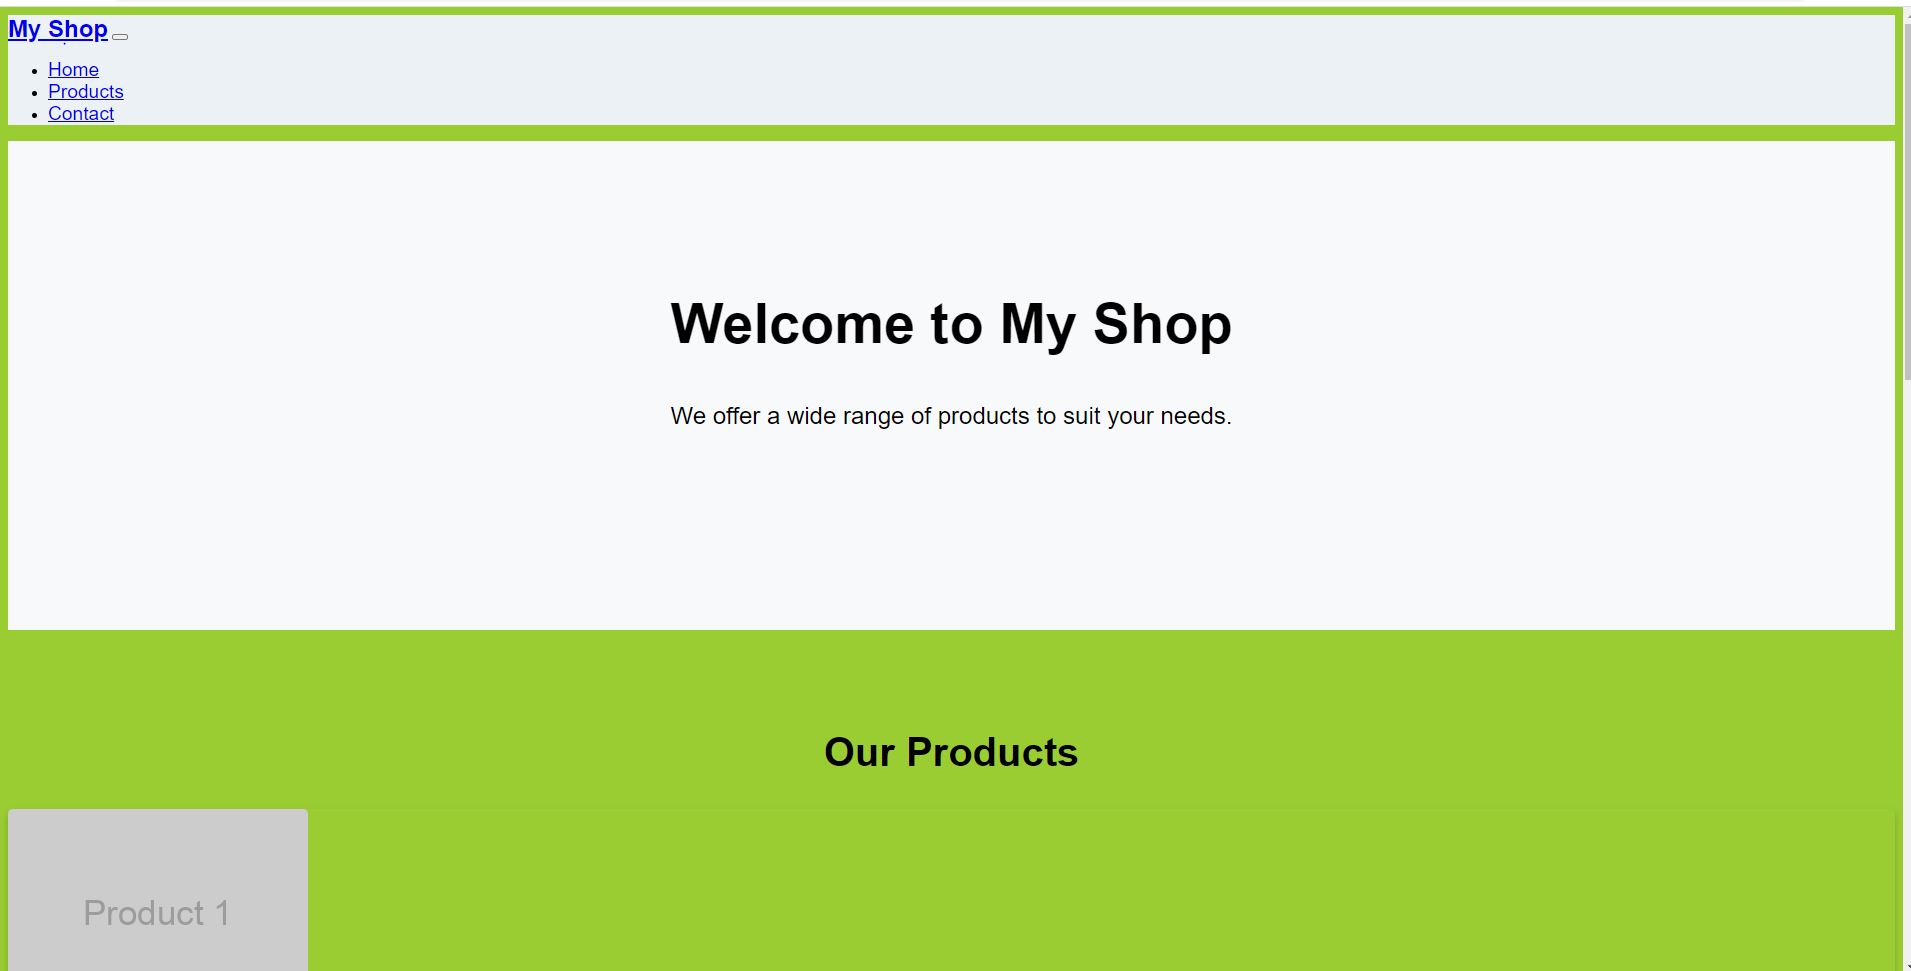 My Shop
Home
Products
Contact
Welcome to My Shop
We offer a wide range of products to suit your needs.
Our Products
Product 1